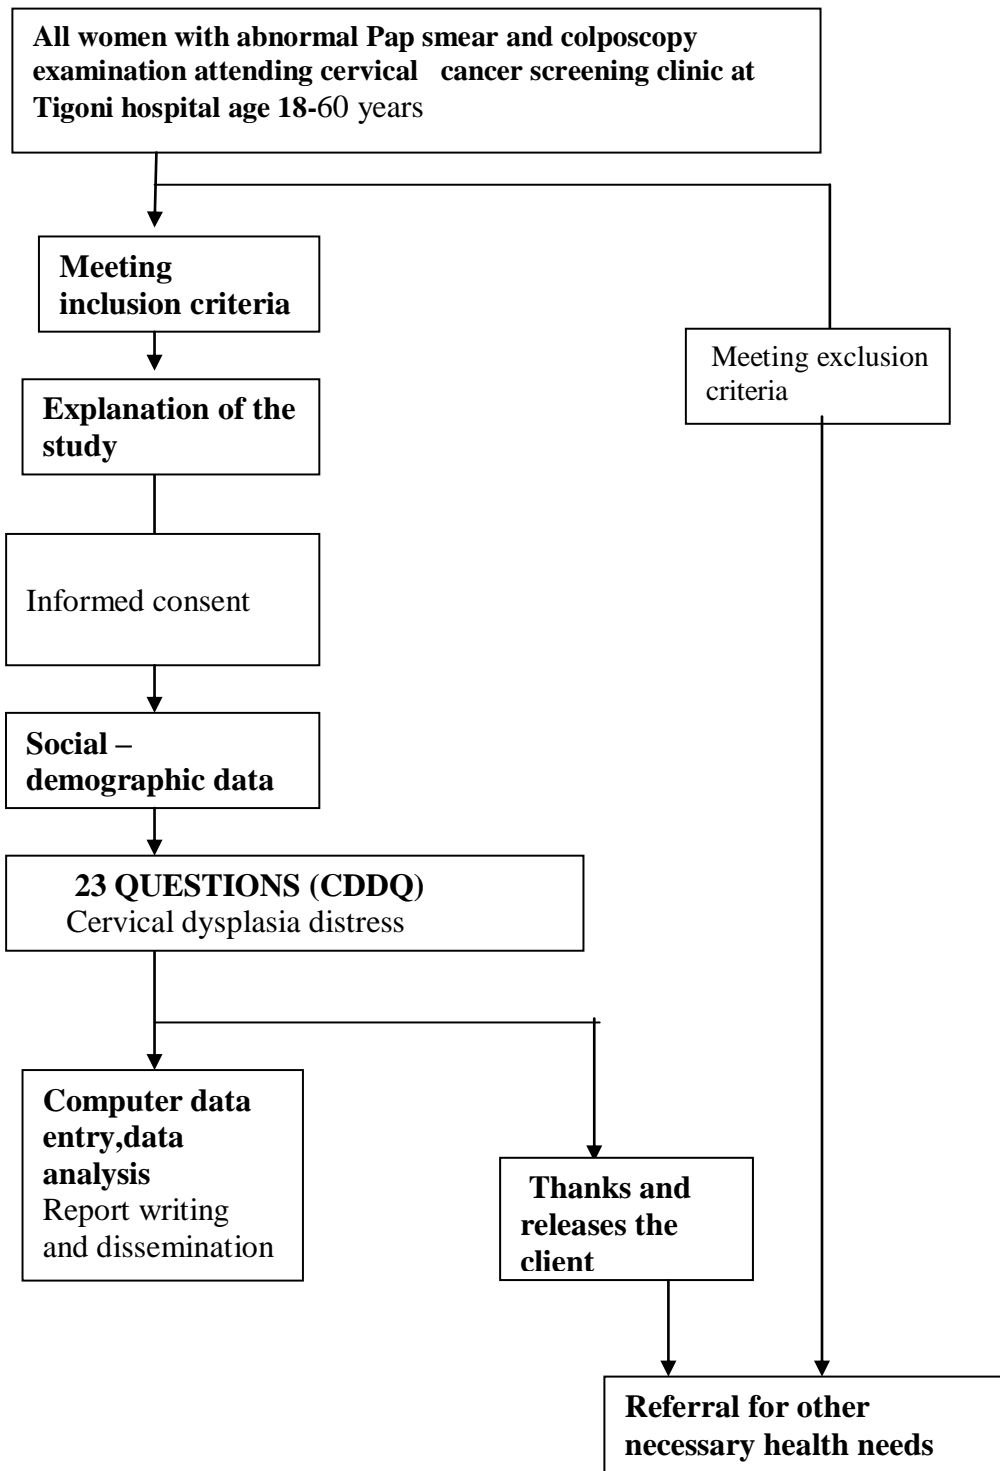 All women with abnormal Pap smear and colposcopy
examination attending cervical cancer screening clinic at
Tigoni hospital age 18-60 years
Meeting
inclusion criteria
Meeting exclusion
criteria
Explanation of the
study
Informed consent
Social –
demographic data
23 QUESTIONS (CDDQ)
Cervical dysplasia distress
Computer data
entry,data
analysis
Report writing
and dissemination
Thanks and
releases the
client
Referral for other
necessary health needs